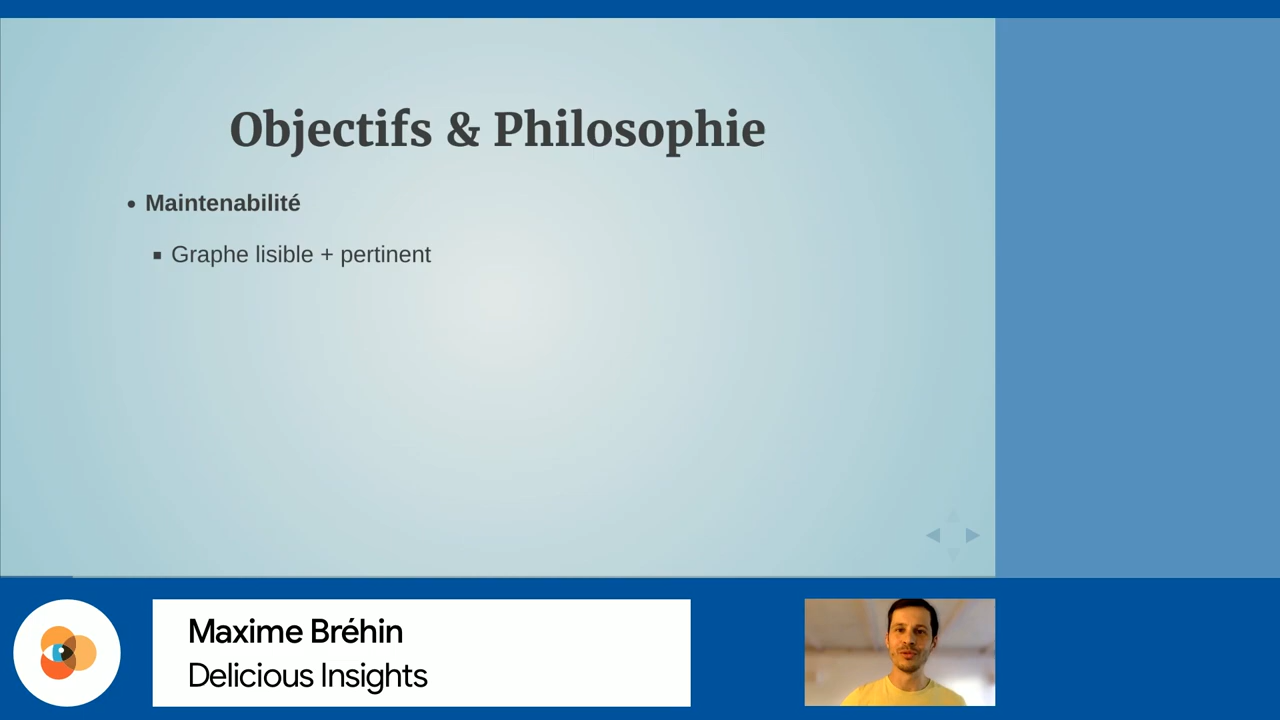 Objectifs & Philosophie
• Maintenabilité
▪ Graphe lisible + pertinent
Maxime Bréhin
Delicious Insights